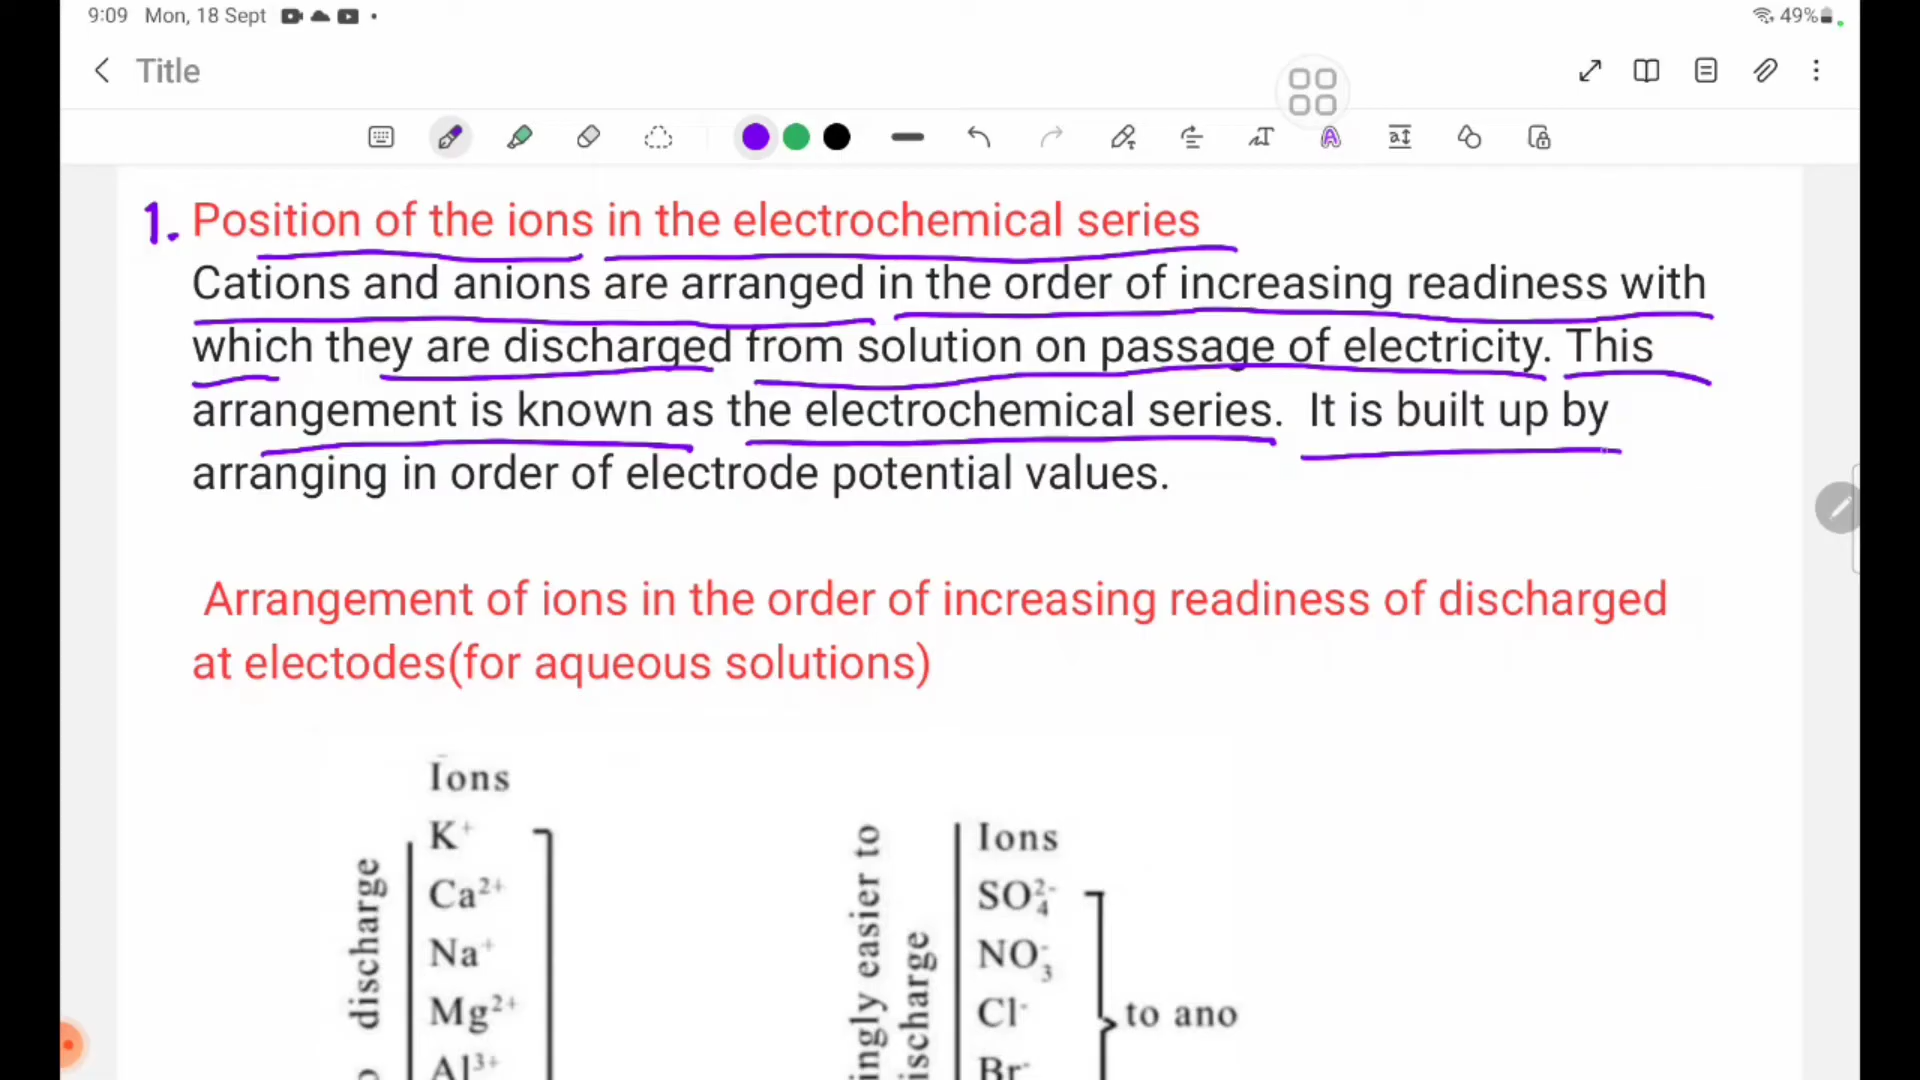 9:09 Mon, 18 Sept
49%
Title
1. Position of the ions in the electrochemical series
Cations and anions are arranged in the order of increasing readiness with
which they are discharged from solution on passage of electricity. This
arrangement is known as the electrochemical series. It is built up by
arranging in order of electrode potential values.
Arrangement of ions in the order of increasing readiness of discharged
at electodes(for aqueous solutions)
Ions
K⁺
Ca²⁺
Na⁺
Mg²⁺
Al³⁺
discharge
ingly easier to
ischarge
Ions
SO₄²⁻
NO₃⁻
Cl⁻
Br⁻
to ano